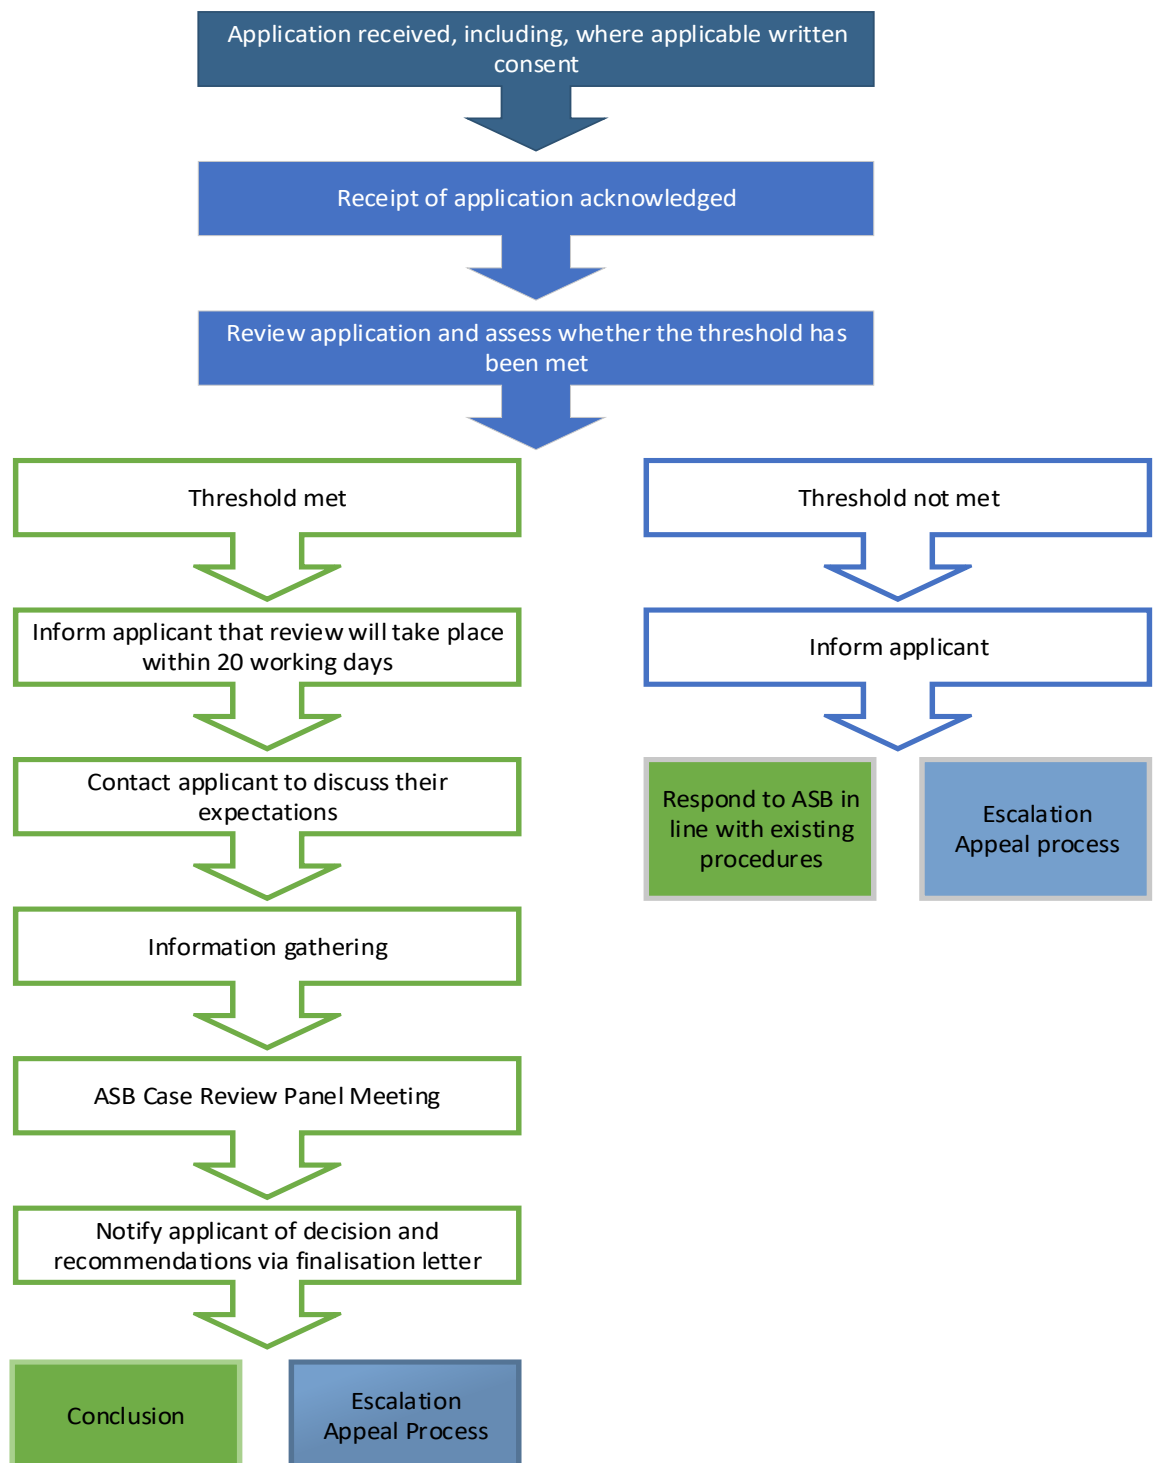 Application received, including, where applicable written
consent
Receipt of application acknowledged
Review application and assess whether the threshold has
been met
Threshold met
Threshold not met
Inform applicant that review will take place
within 20 working days
Inform applicant
Contact applicant to discuss their
expectations
Respond to ASB in
line with existing
procedures
Escalation
Appeal process
Information gathering
ASB Case Review Panel Meeting
Notify applicant of decision and
recommendations via finalisation letter
Conclusion
Escalation
Appeal Process